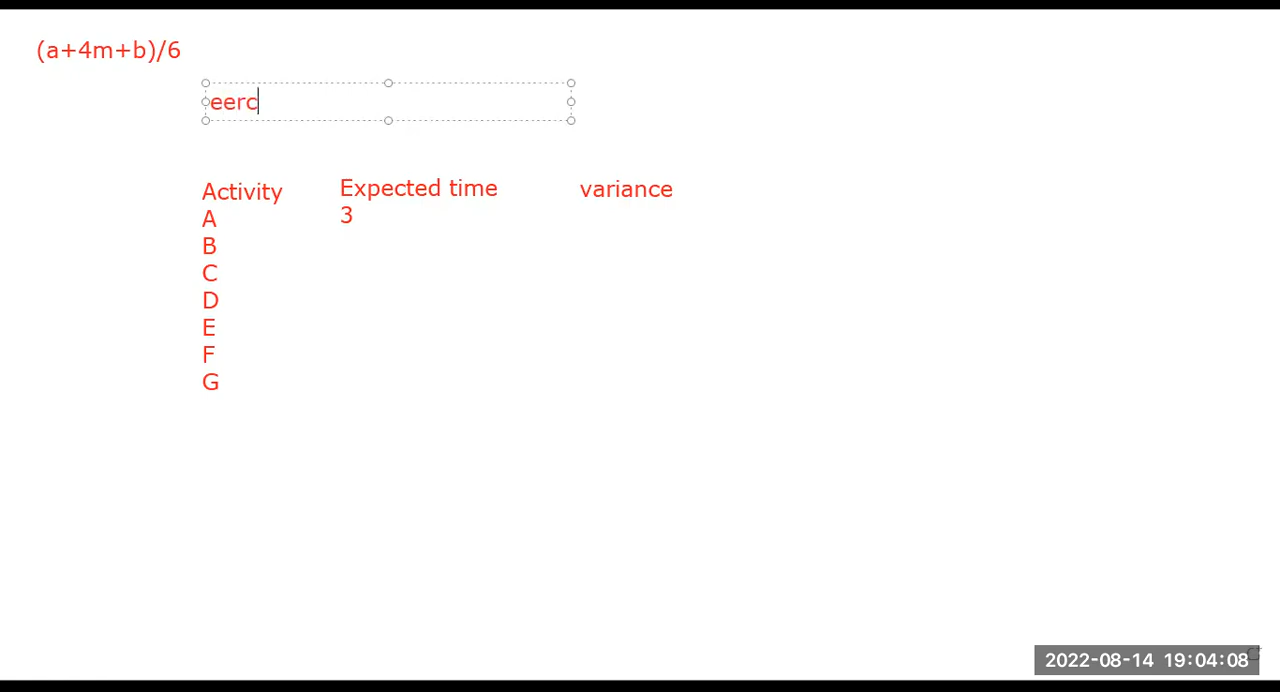 (a+4m+b)/6
eerc
Activity Expected time variance
A 3
B
C
D
E
F
G
2022-08-14 19:04:08